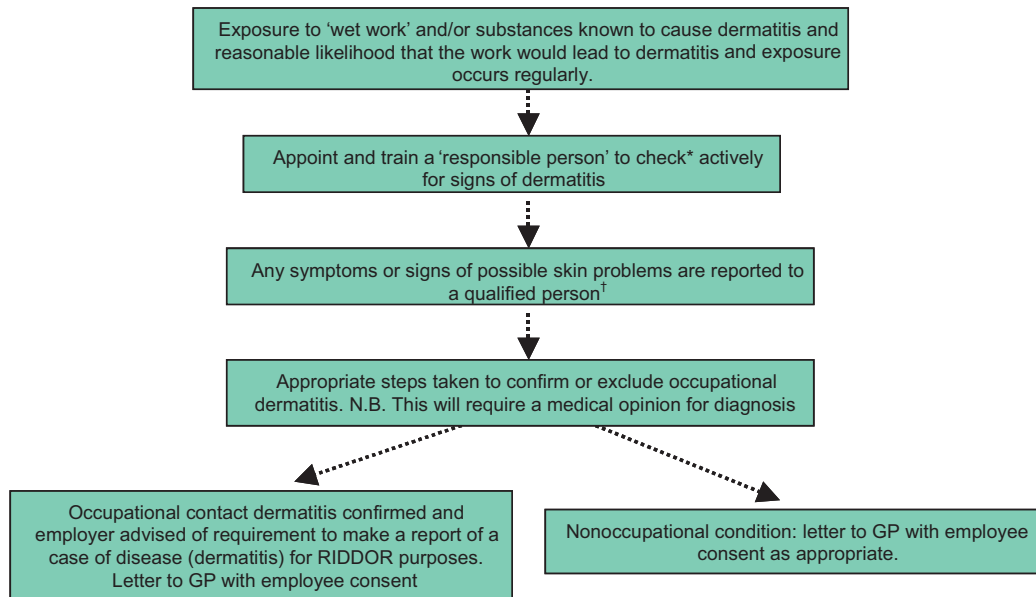 Exposure to ‘wet work’ and/or substances known to cause dermatitis and
reasonable likelihood that the work would lead to dermatitis and exposure
occurs regularly.
Appoint and train a ‘responsible person’ to check* actively
for signs of dermatitis
Any symptoms or signs of possible skin problems are reported to
a qualified person†
Appropriate steps taken to confirm or exclude occupational
dermatitis. N.B. This will require a medical opinion for diagnosis
Occupational contact dermatitis confirmed and
employer advised of requirement to make a report of a
case of disease (dermatitis) for RIDDOR purposes.
Letter to GP with employee consent
Nonoccupational condition: letter to GP with employee
consent as appropriate.